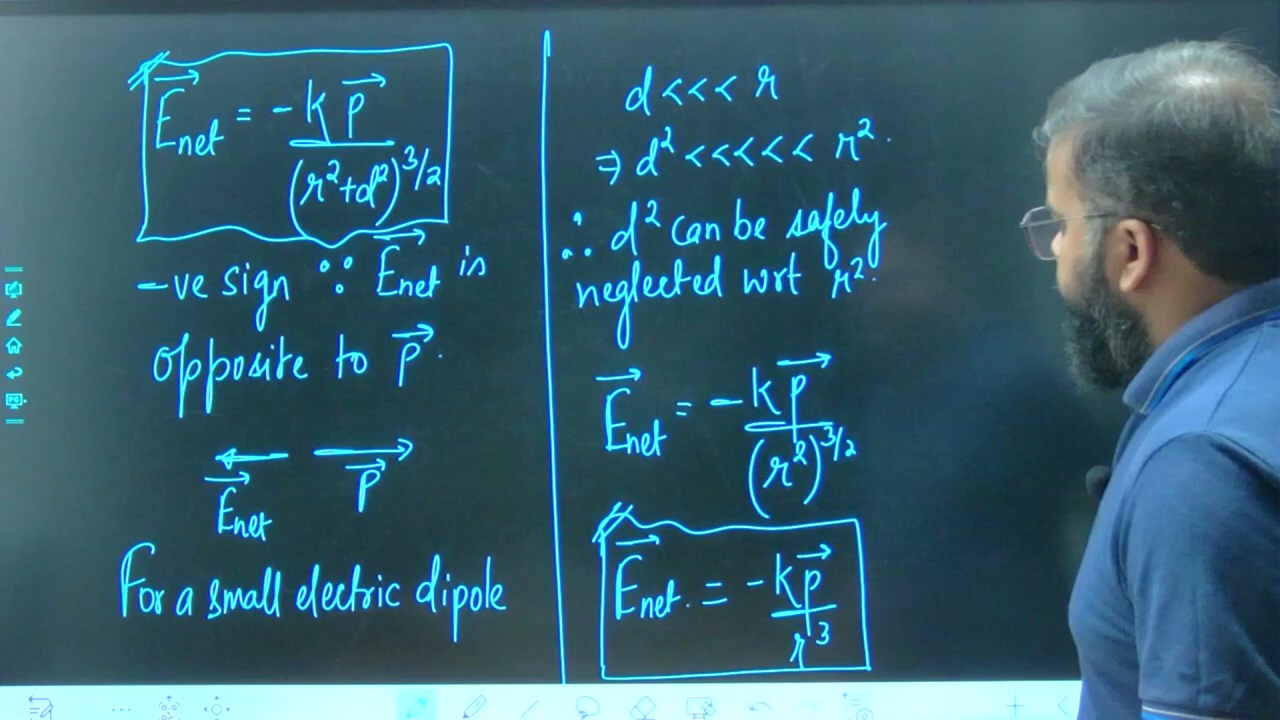 E⃗net = -k p⃗ / (r²+d²)^3/2
-ve sign ∵ E⃗net is
opposite to p⃗.
E⃗net p⃗
For a small electric dipole
d <<< r
⇒ d² <<<<< r².
∴ d² can be safely
neglected wrt r².
E⃗net = -k p⃗ / (r²)^3/2
E⃗net. = -k p⃗ / r³